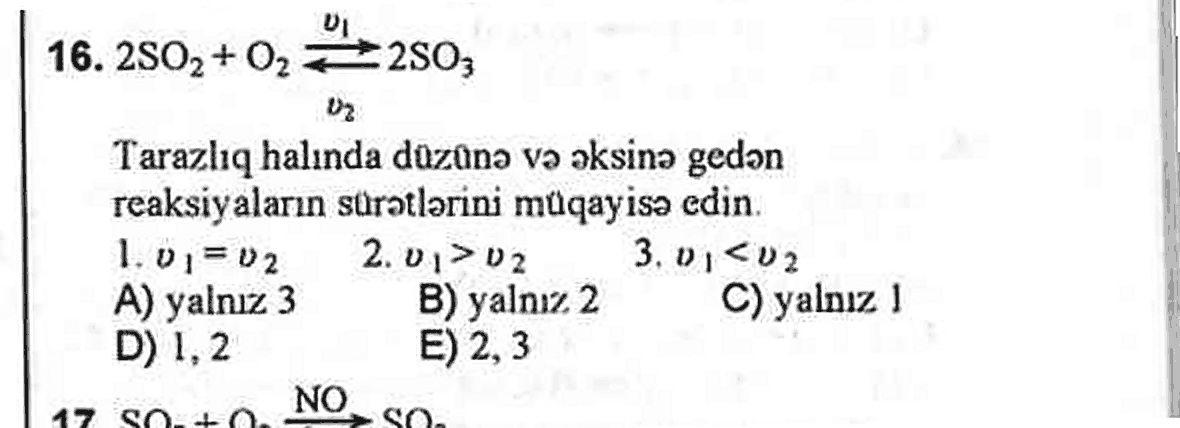 υ1
16. 2SO2 + O2 ⇄ 2SO3
υ2
Tarazlıq halında düzünə və əksinə gedən
reaksiyaların sürətlərini müqayisə edin.
1. υ1 = υ2 2. υ1 > υ2 3. υ1 < υ2
A) yalnız 3 B) yalnız 2 C) yalnız 1
D) 1, 2 E) 2, 3
NO
17